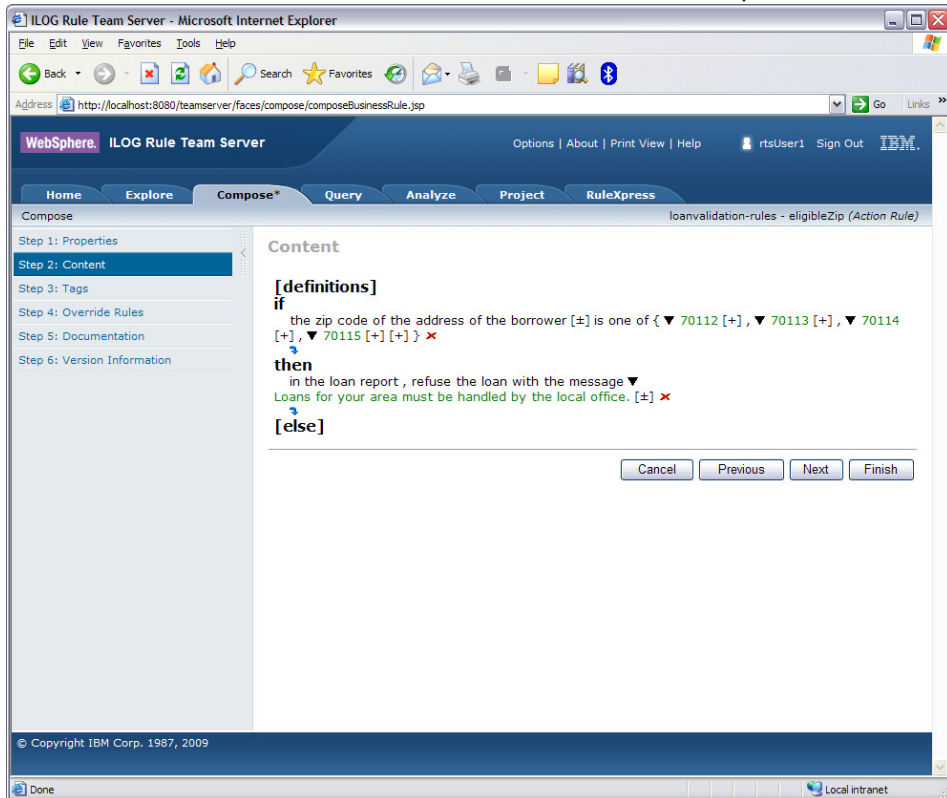 ILOG Rule Team Server - Microsoft Internet Explorer
File Edit View Favorites Tools Help
Back Search Favorites
Address http://localhost:8080/teamserver/faces/compose/composeBusinessRule.jsp Go Links »
WebSphere. ILOG Rule Team Server Options | About | Print View | Help rtsUser1 Sign Out IBM.
Home Explore Compose* Query Analyze Project RuleXpress
Compose loanvalidation-rules - eligibleZip (Action Rule)
Step 1: Properties
Step 2: Content
Step 3: Tags
Step 4: Override Rules
Step 5: Documentation
Step 6: Version Information
Content
[definitions]
if
the zip code of the address of the borrower [±] is one of { ▼ 70112 [+] , ▼ 70113 [+] , ▼ 70114
[+] , ▼ 70115 [+] [+] }
then
in the loan report , refuse the loan with the message ▼
Loans for your area must be handled by the local office. [±]
[else]
Cancel Previous Next Finish
© Copyright IBM Corp. 1987, 2009
Done Local intranet